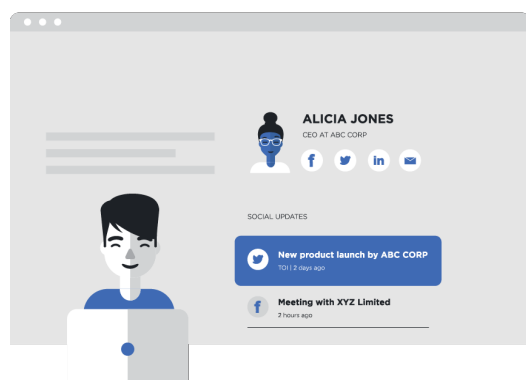 ALICIA JONES
CEO AT ABC CORP
f
in
SOCIAL UPDATES
New product launch by ABC CORP
TOI | 2 days ago
f
Meeting with XYZ Limited
2 hours ago